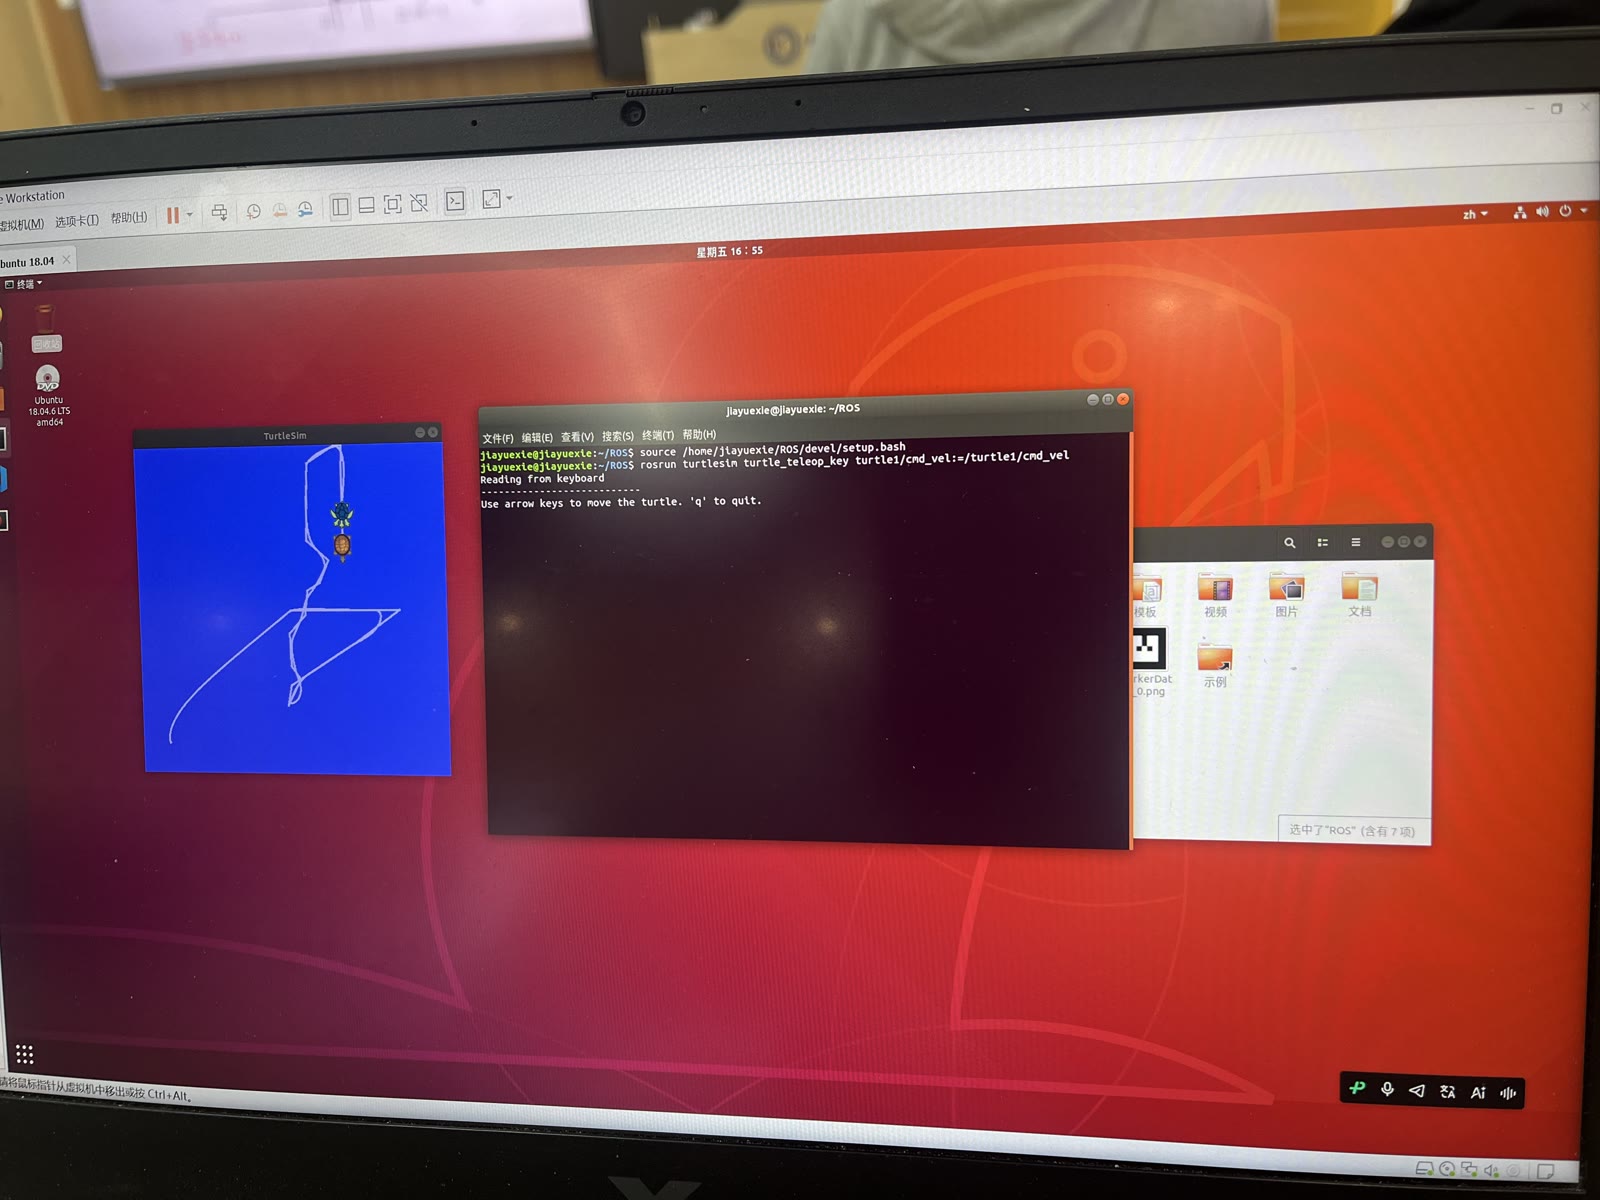 e Workstation
虚拟机(M) 选项卡(T) 帮助(H)
buntu 18.04
星期五 16：55
zh
终端
回收站
DVD
Ubuntu
18.04.6 LTS
amd64
TurtleSim
jiayuexie@jiayuexie: ~/ROS
文件(F) 编辑(E) 查看(V) 搜索(S) 终端(T) 帮助(H)
jiayuexie@jiayuexie:~/ROS$ source /home/jiayuexie/ROS/devel/setup.bash
jiayuexie@jiayuexie:~/ROS$ rosrun turtlesim turtle_teleop_key turtle1/cmd_vel:=/turtle1/cmd_vel
Reading from keyboard
---------------------------
Use arrow keys to move the turtle. 'q' to quit.
模板 视频 图片 文档
rkerDat
_0.png
示例
选中了"ROS" (含有 7 项)
请将鼠标指针从虚拟机中移出或按 Ctrl+Alt。
Ai